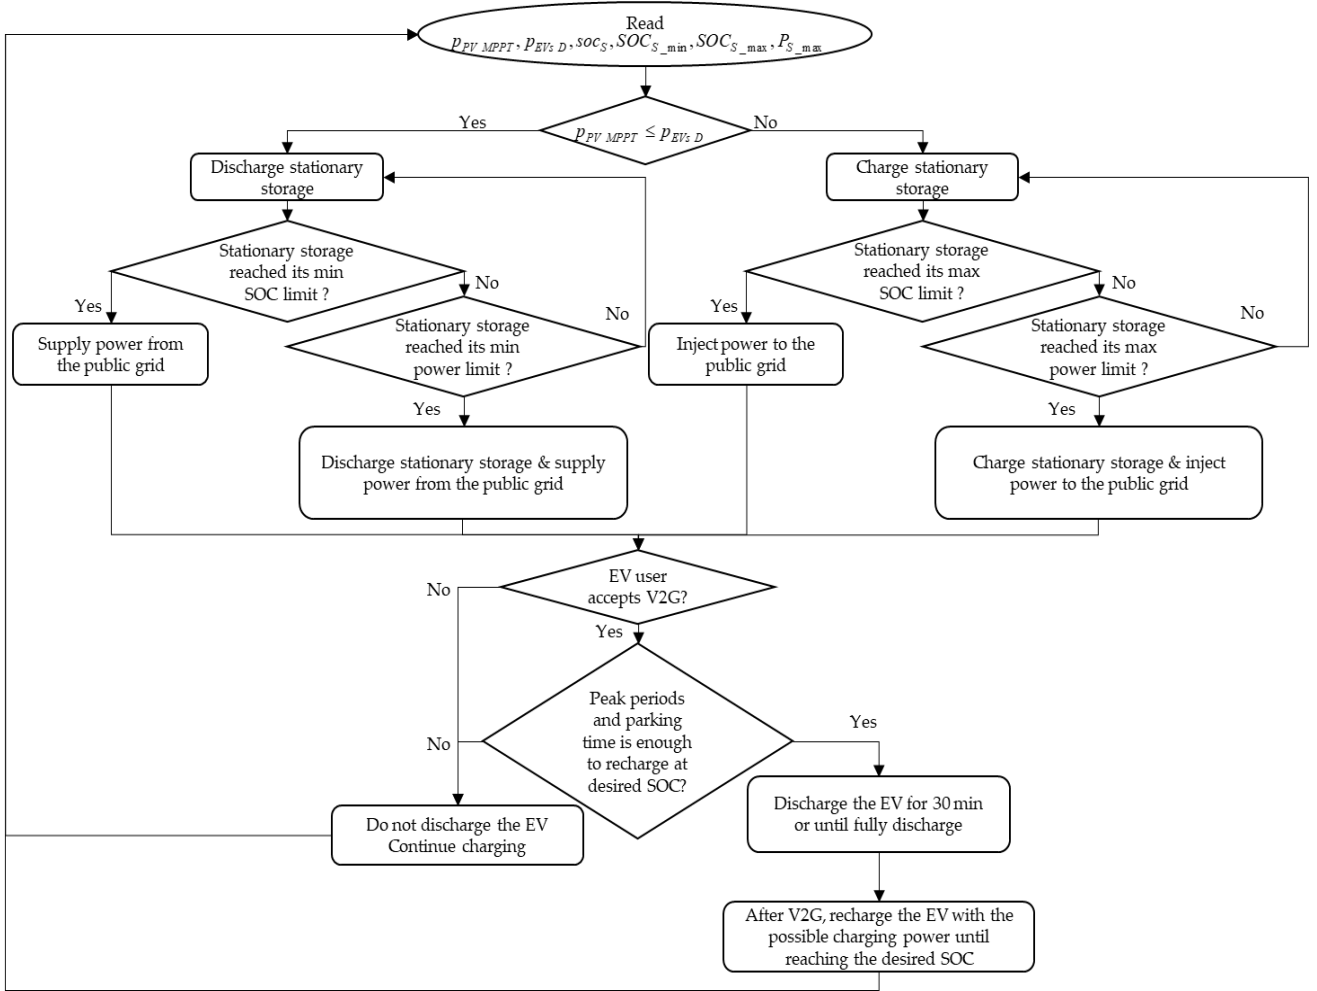 Read
p_PV MPPT, p_EVs D, soc_S, SOC_S_min, SOC_S_max, P_S_max
Yes
p_PV MPPT ≤ p_EVs D
No
Discharge stationary
storage
Charge stationary
storage
Stationary storage
reached its min
SOC limit ?
No
Yes
Stationary storage
reached its min
power limit ?
No
Supply power from
the public grid
Yes
Discharge stationary storage & supply
power from the public grid
Stationary storage
reached its max
SOC limit ?
No
Yes
Stationary storage
reached its max
power limit ?
No
Inject power to the
public grid
Yes
Charge stationary storage & inject
power to the public grid
EV user
accepts V2G?
No
Yes
Peak periods
and parking
time is enough
to recharge at
desired SOC?
No
Yes
Do not discharge the EV
Continue charging
Discharge the EV for 30 min
or until fully discharge
After V2G, recharge the EV with the
possible charging power until
reaching the desired SOC